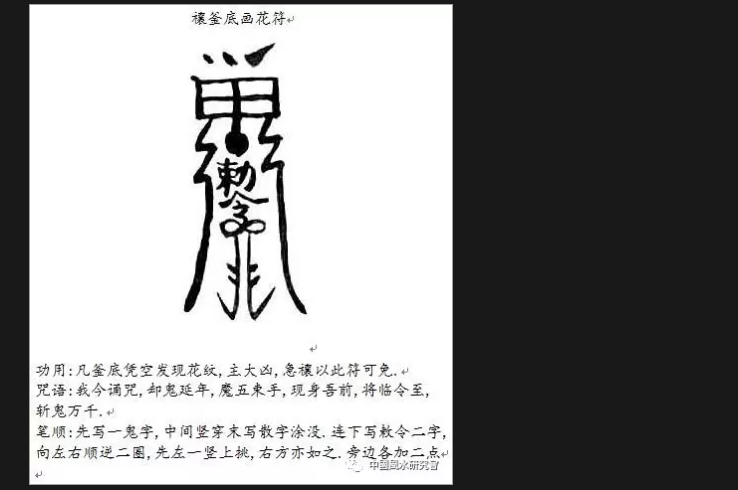 禳釜底画花符
勅令
功用:凡釜底凭空发现花纹,主大凶,急禳以此符可免.
咒语:我今诵咒,却鬼延年,魔五束手,现身吾前,将临令至,
斩鬼万千.
笔顺:先写一鬼字,中间竖穿末写散字涂没.连下写敕令二字,
向左右顺逆二圈,先左一竖上挑,右方亦如之.旁边各加二点
中国风水研究官